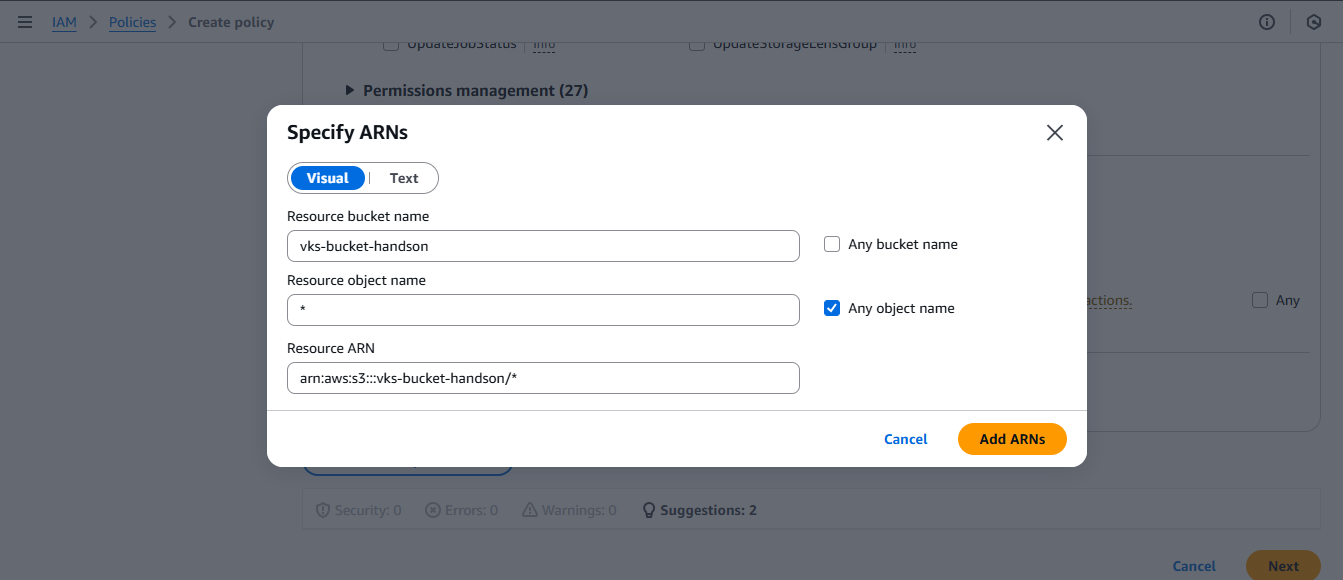 IAM > Policies > Create policy
UpdateJobStatus | Info UpdateStorageLensGroup | Info
Permissions management (27)
Specify ARNs
Visual | Text
Resource bucket name
vks-bucket-handson Any bucket name
Resource object name
* Any object name
actions. Any
Resource ARN
arn:aws:s3:::vks-bucket-handson/*
Cancel Add ARNs
Security: 0 Errors: 0 Warnings: 0 Suggestions: 2
Cancel Next